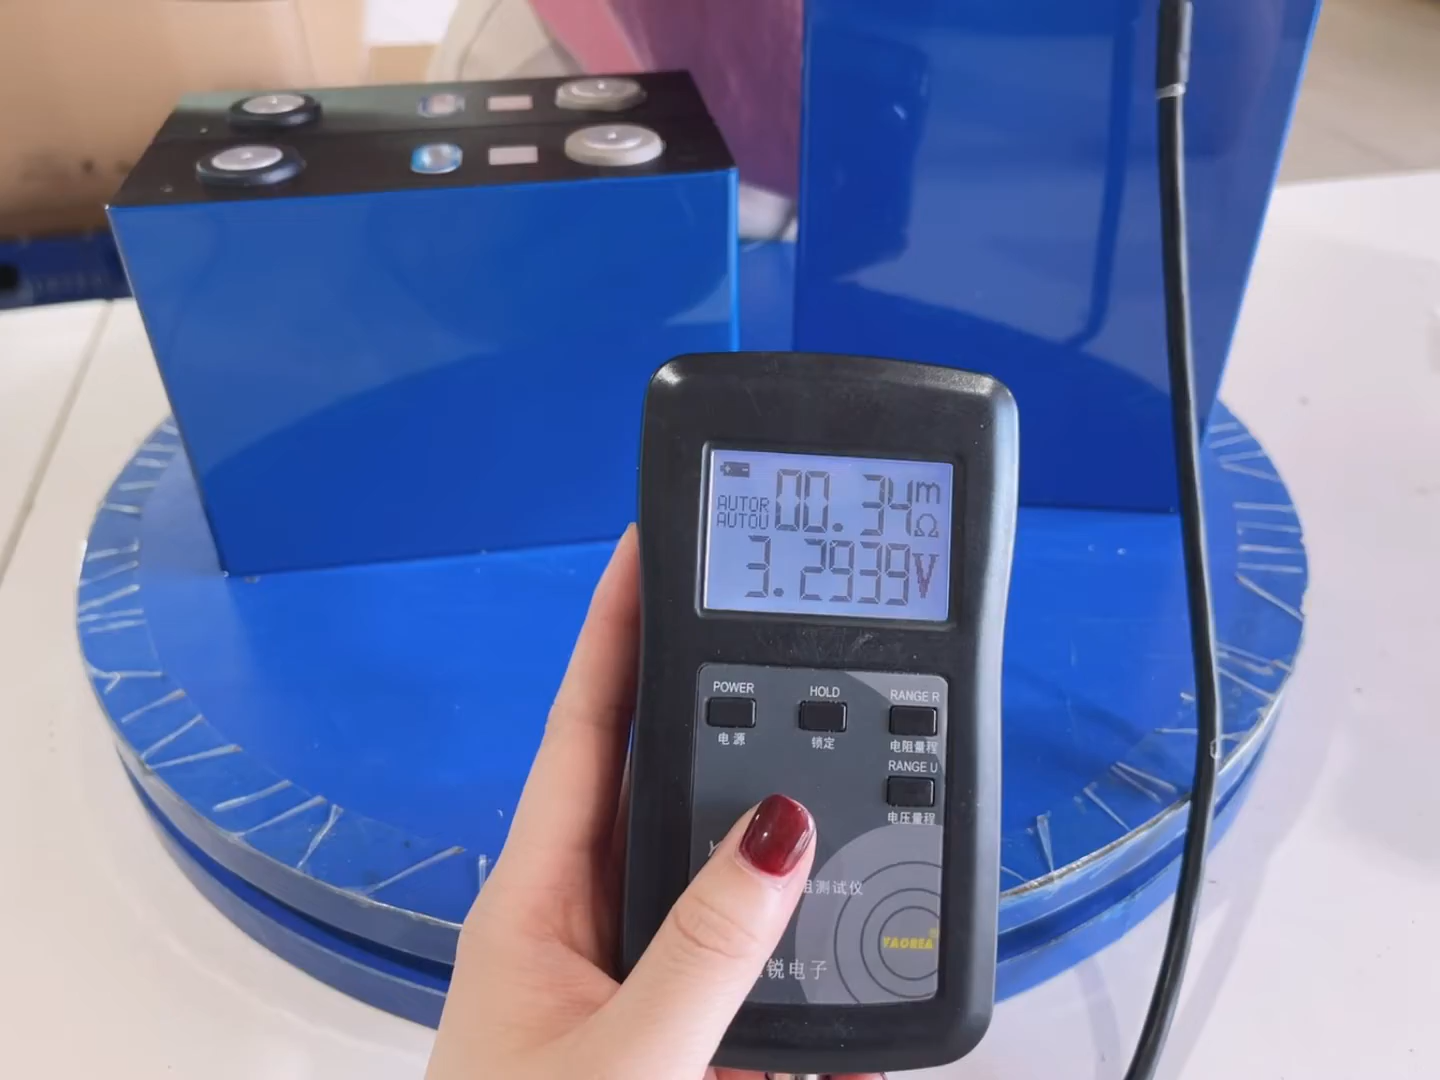 AUTOR 00.34 mΩ
AUTOU
3.2939V
POWER HOLD RANGE R
电源 锁定 电阻量程
RANGE U
电压量程
测试仪
YAOREA®
锐电子